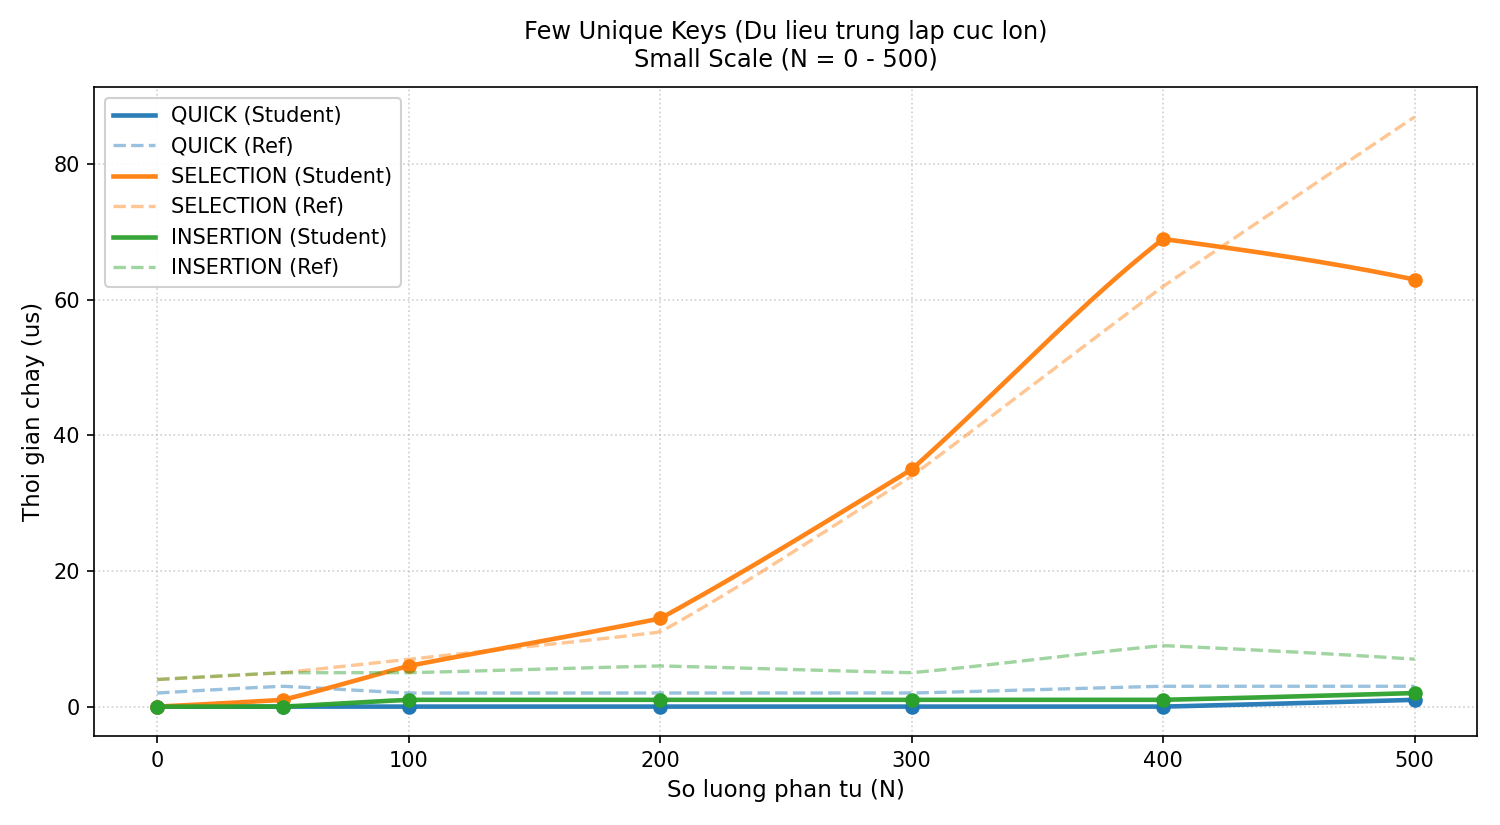 Few Unique Keys (Du lieu trung lap cuc lon)
Small Scale (N = 0 - 500)
QUICK (Student)
QUICK (Ref)
SELECTION (Student)
SELECTION (Ref)
INSERTION (Student)
INSERTION (Ref)
Thoi gian chay (us)
80
60
40
20
0
0 100 200 300 400 500
So luong phan tu (N)